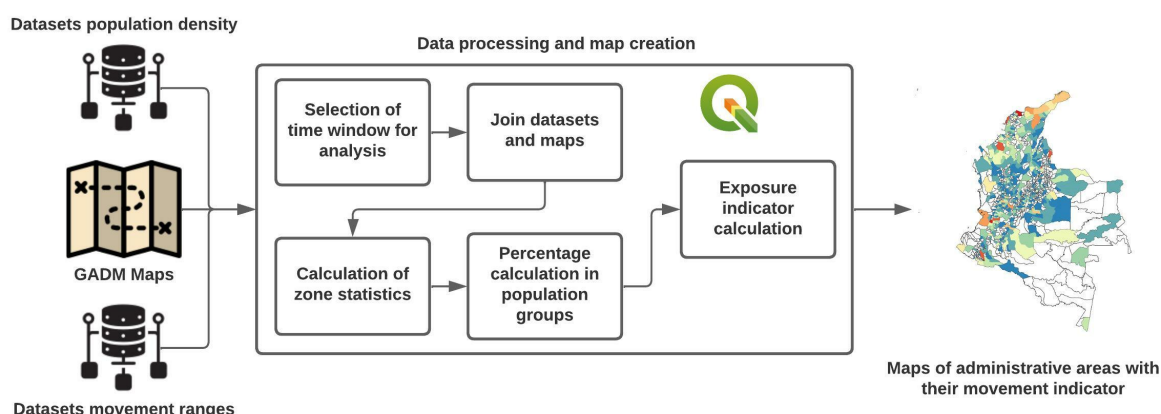 Datasets population density
Data processing and map creation
Selection of
time window for
analysis
Join datasets
and maps
Exposure
indicator
calculation
GADM Maps
Calculation of
zone statistics
Percentage
calculation in
population
groups
Maps of administrative areas with
their movement indicator
Datasets movement ranges